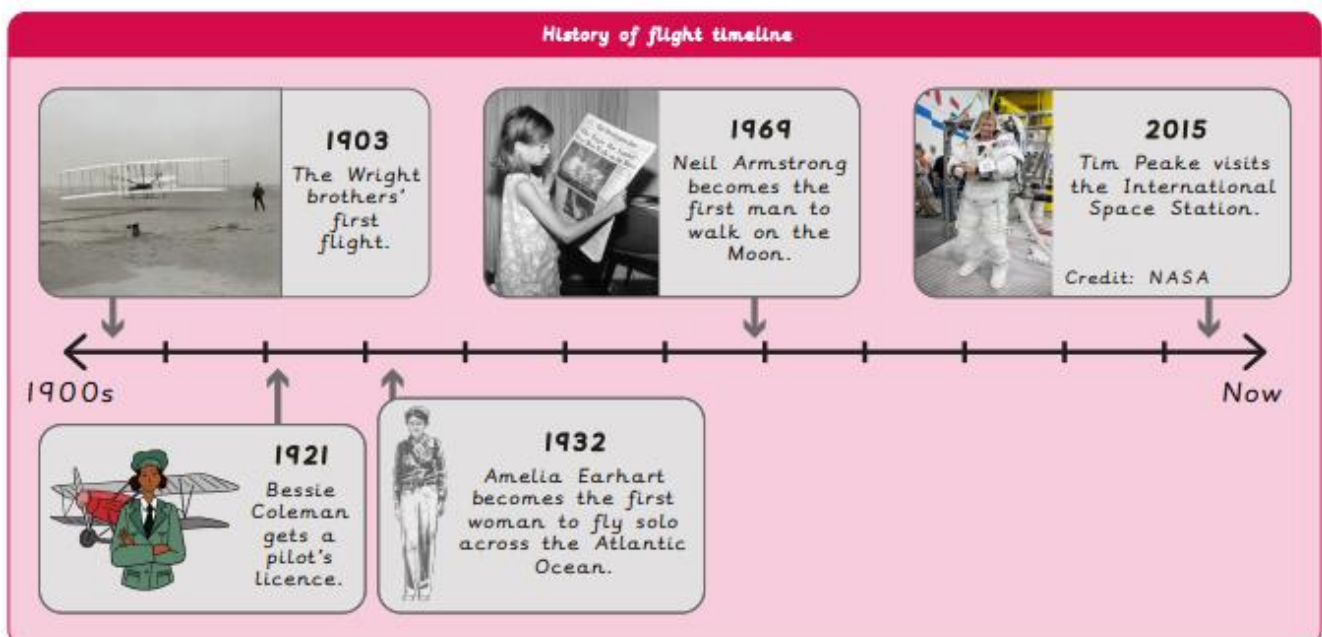 History of flight timeline
1903
The Wright
brothers'
first
flight.
1969
Neil Armstrong
becomes the
first man to
walk on the
Moon.
2015
Tim Peake visits
the International
Space Station.
Credit: NASA
1900s
Now
1921
Bessie
Coleman
gets a
pilot's
licence.
1932
Amelia Earhart
becomes the first
woman to fly solo
across the Atlantic
Ocean.